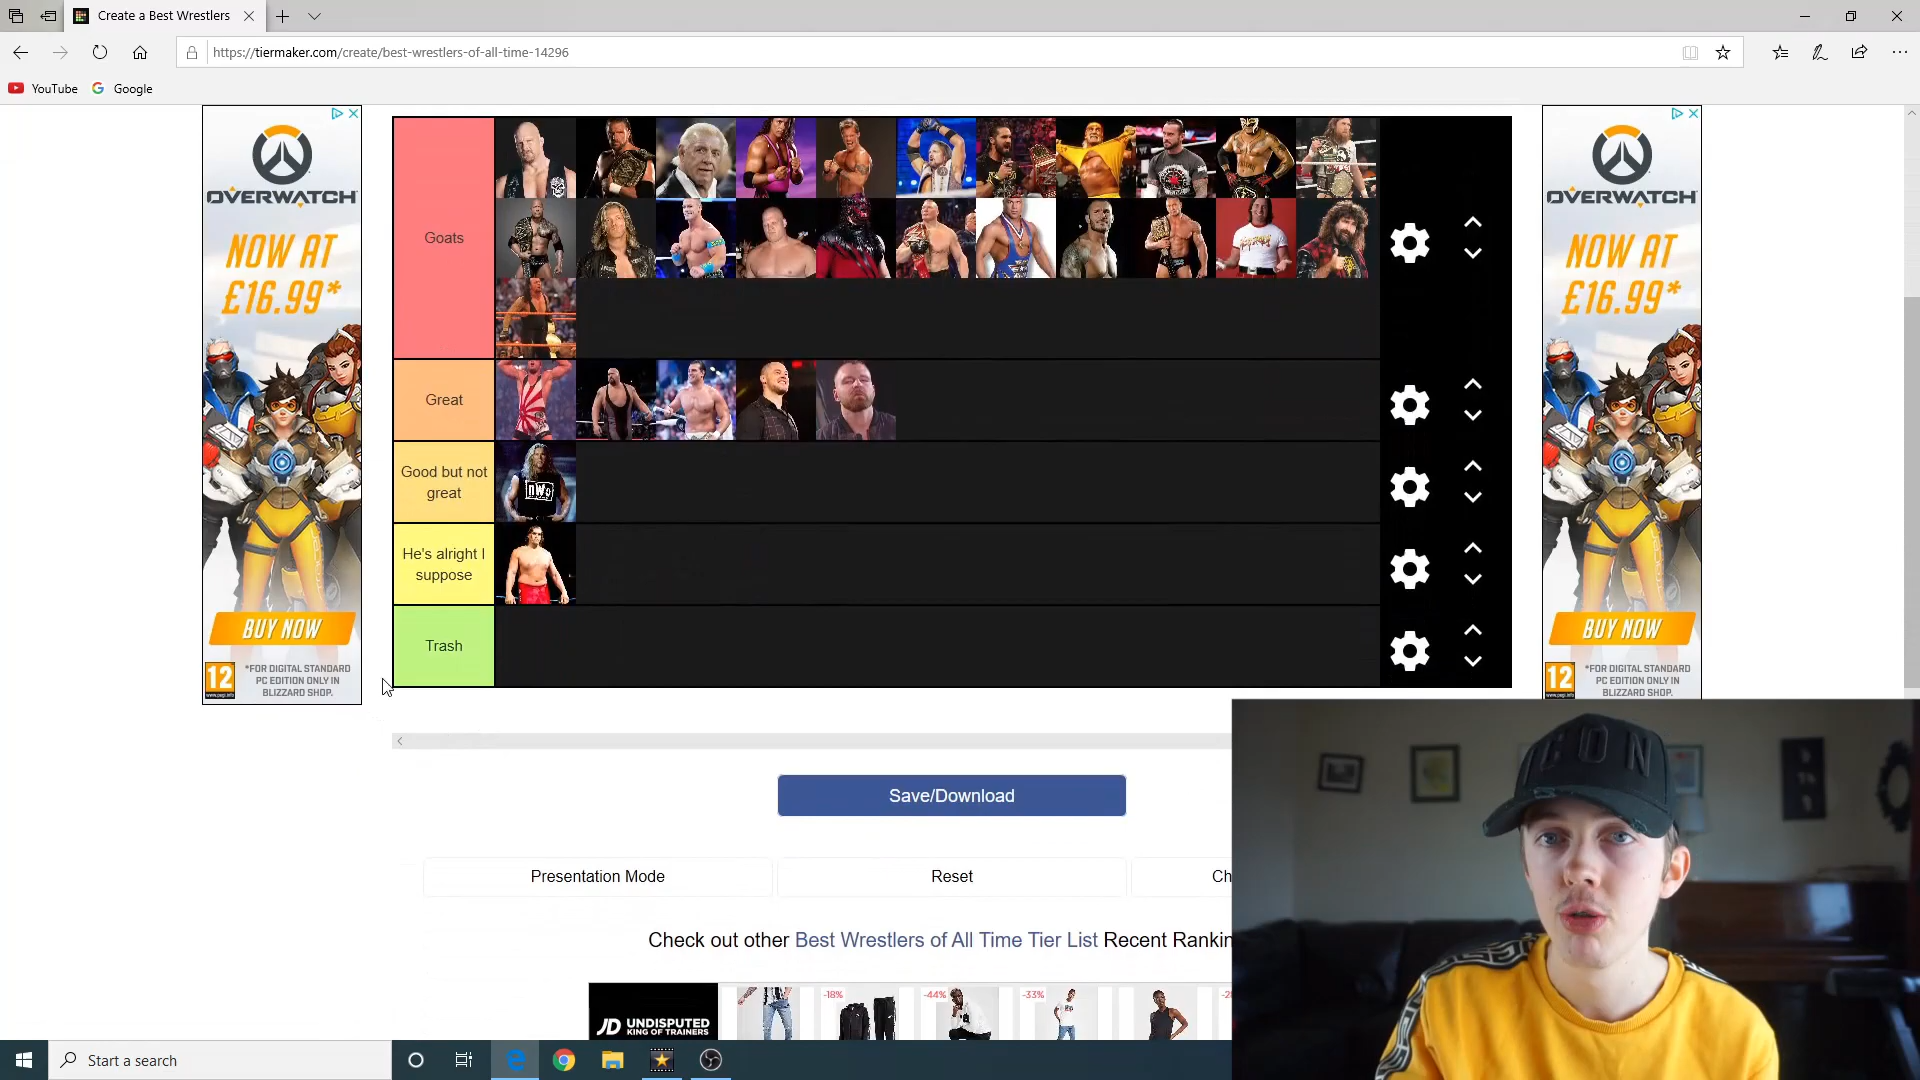 Create a Best Wrestlers
https://tiermaker.com/create/best-wrestlers-of-all-time-14296
YouTube
Google
OVERWATCH
NOW AT
£16.99*
BUY NOW
12
*FOR DIGITAL STANDARD
PC EDITION ONLY IN
BLIZZARD SHOP.
Goats
Great
Good but not
great
nWo
He's alright I
suppose
Trash
OVERWATCH
NOW AT
£16.99*
BUY NOW
12
*FOR DIGITAL STANDARD
PC EDITION ONLY IN
BLIZZARD SHOP.
Save/Download
Presentation Mode
Reset
Ch
Check out other Best Wrestlers of All Time Tier List Recent Rankin
JD UNDISPUTED
KING OF TRAINERS
-18%
-44%
-33%
ICON
Start a search